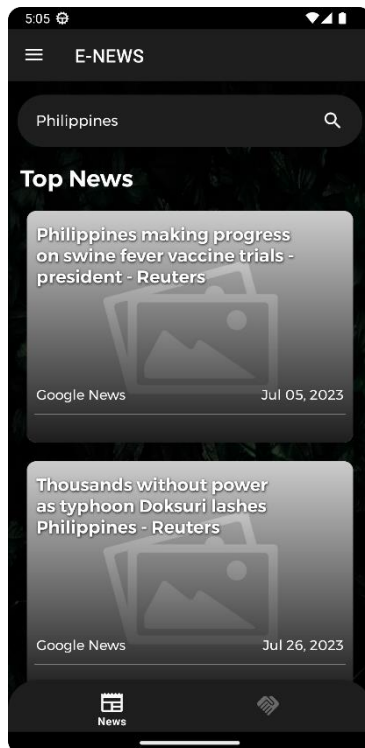 5:05
E-NEWS
Philippines
Top News
Philippines making progress
on swine fever vaccine trials -
president - Reuters
Google News Jul 05, 2023
Thousands without power
as typhoon Doksuri lashes
Philippines - Reuters
Google News Jul 26, 2023
News